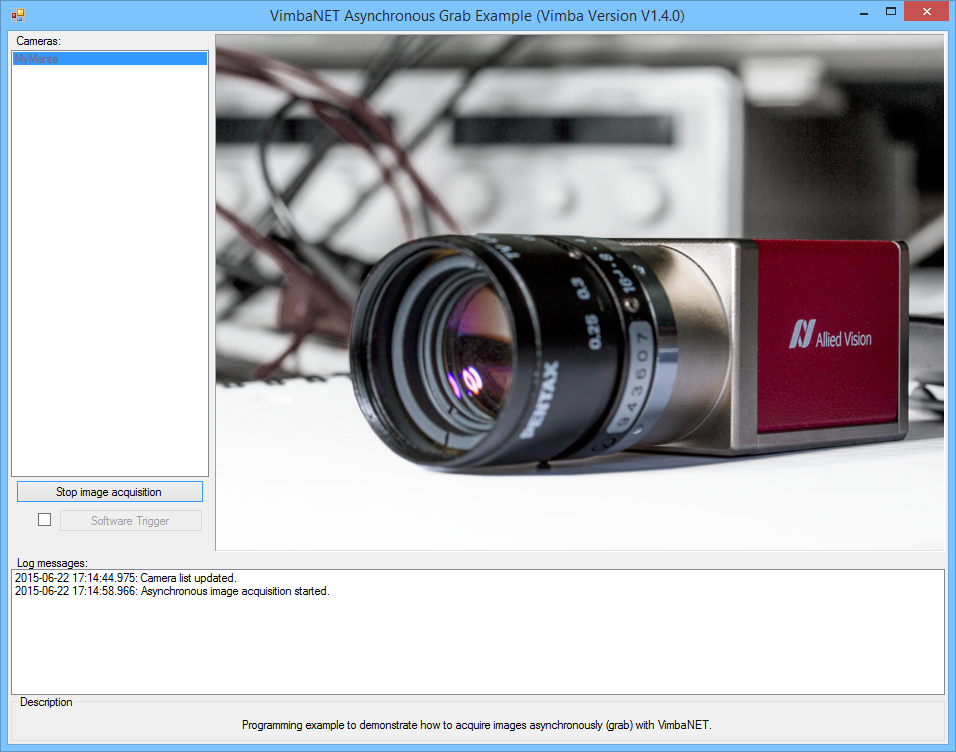 VimbaNET Asynchronous Grab Example (Vimba Version V1.4.0)
Cameras:
MyManta
PENTAX
0.25 0.3
943607
Allied Vision
Stop image acquisition
Software Trigger
Log messages:
2015-06-22 17:14:44.975: Camera list updated.
2015-06-22 17:14:58.966: Asynchronous image acquisition started.
Description
Programming example to demonstrate how to acquire images asynchronously (grab) with VimbaNET.